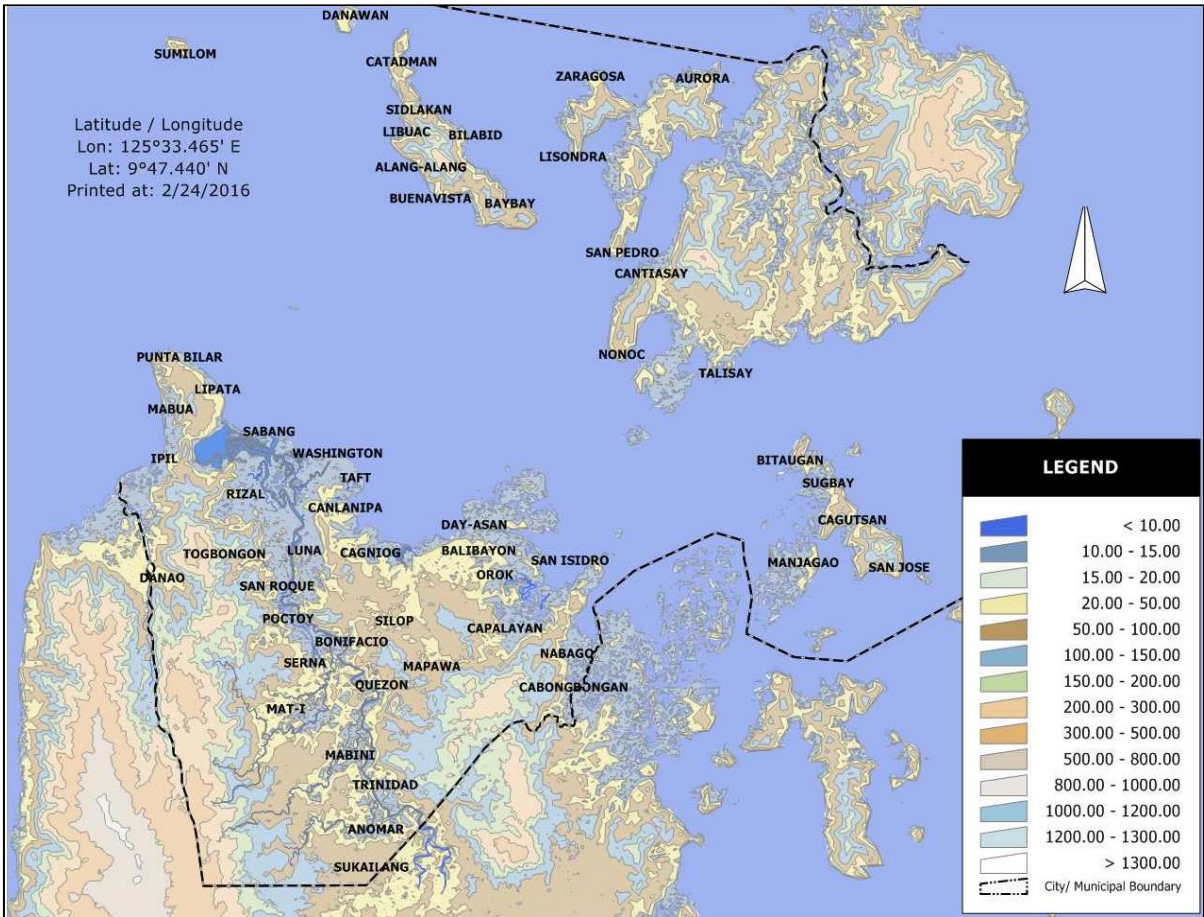 DANAWAN
SUMILOM
CATADMAN
ZARAGOSA
AURORA
SIDLAKAN
LIBUAC
BILABID
LISONDRA
ALANG-ALANG
BUENAVISTA
BAYBAY
Latitude / Longitude
Lon: 125°33.465' E
Lat: 9°47.440' N
Printed at: 2/24/2016
SAN PEDRO
CANTIASAY
NONOC
TALISAY
PUNTA BILAR
LIPATA
MABUA
SABANG
IPIL
WASHINGTON
TAFT
RIZAL
CANLANIPA
BITAUGAN
SUGBAY
CAGUTSAN
MANJAGAO
SAN JOSE
DAY-ASAN
TOGBONGON
LUNA
CAGNIOG
BALIBAYON
SAN ISIDRO
DANAO
OROK
SAN ROQUE
POCTOY
SILOP
CAPALAYAN
BONIFACIO
NABAGO
SERNA
MAPAWA
QUEZON
CABONGBONGAN
MAT-I
MABINI
TRINIDAD
ANOMAR
SUKAILANG
LEGEND
< 10.00
10.00 - 15.00
15.00 - 20.00
20.00 - 50.00
50.00 - 100.00
100.00 - 150.00
150.00 - 200.00
200.00 - 300.00
300.00 - 500.00
500.00 - 800.00
800.00 - 1000.00
1000.00 - 1200.00
1200.00 - 1300.00
> 1300.00
City/ Municipal Boundary